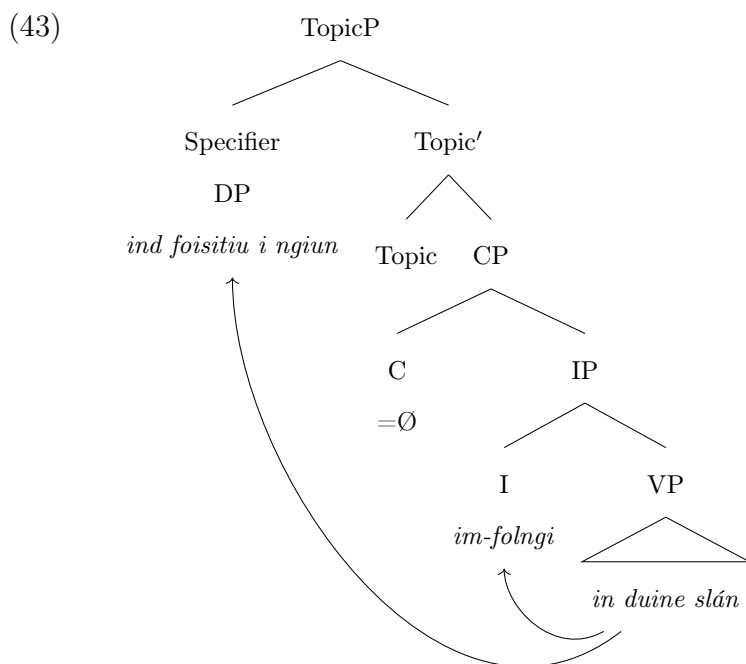 (43)
TopicP
Specifier Topic′
DP
ind foisitiu i ngiun
Topic CP
C IP
=Ø
I VP
im-folngi
in duine slán